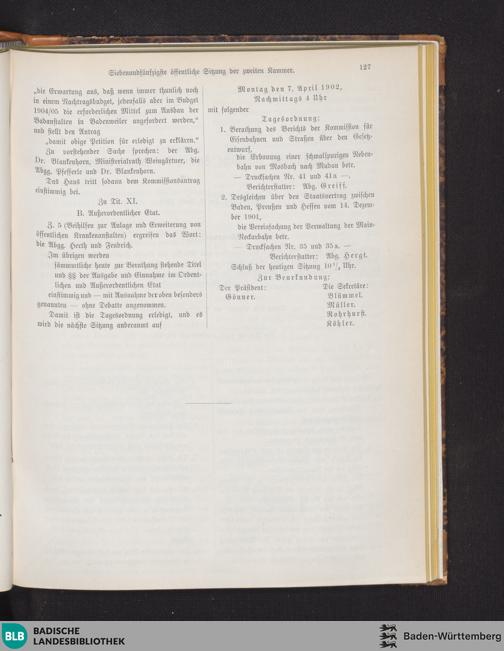 Siebenundfünfzigste öffentliche Sitzung der zweiten Kammer.
127
„die Erwartung aus, daß wenn immer thunlich noch
in einem Nachtragsbudget, jedenfalls aber im Budget
1904/05 die erforderlichen Mittel zum Ausbau der
Badanstalten in Badenweiler angefordert werden,"
und stellt den Antrag
„damit obige Petition für erledigt zu erklären."
Zu vorstehender Sache sprechen: der Abg.
Dr. Blankenhorn, Ministerialrath Weingärtner, die
Abgg. Pfefferle und Dr. Blankenhorn.
Das Haus tritt sodann dem Kommissionsantrag
einstimmig bei.
Zu Tit. XI.
B. Außerordentlicher Etat.
Z. 5 (Beihilfen zur Anlage und Erweiterung von
öffentlichen Krankenanstalten) ergreifen das Wort:
die Abgg. Herth und Fendrich.
Im übrigen werden
sämmtliche heute zur Berathung stehende Titel
und §§ der Ausgabe und Einnahme im Ordent-
lichen und Außerordentlichen Etat
einstimmig und — mit Ausnahme der oben besonders
genannten — ohne Debatte angenommen.
Damit ist die Tagesordnung erledigt, und es
wird die nächste Sitzung anberaumt auf
Montag den 7. April 1902,
Nachmittags 4 Uhr
mit folgender
Tagesordnung:
1. Berathung des Berichts der Kommission für
Eisenbahnen und Straßen über den Gesetz-
entwurf,
die Erbauung einer schmalspurigen Neben-
bahn von Mosbach nach Mudau betr.
— Drucksachen Nr. 41 und 41a —.
Berichterstatter: Abg. Greiff.
2. Desgleichen über den Staatsvertrag zwischen
Baden, Preußen und Hessen vom 14. Dezem-
ber 1901,
die Vereinfachung der Verwaltung der Main-
Neckarbahn betr.
— Drucksachen Nr. 35 und 35a. —
Berichterstatter: Abg. Hergt.
Schluß der heutigen Sitzung Uhr.
Zur Beurkundung:
Der Präsident:
Gönner.
Die Sekretäre:
Blümmel.
Müller.
Rohrhurst.
Köhler.
BLB
BADISCHE
LANDESBIBLIOTHEK
Baden-Württemberg